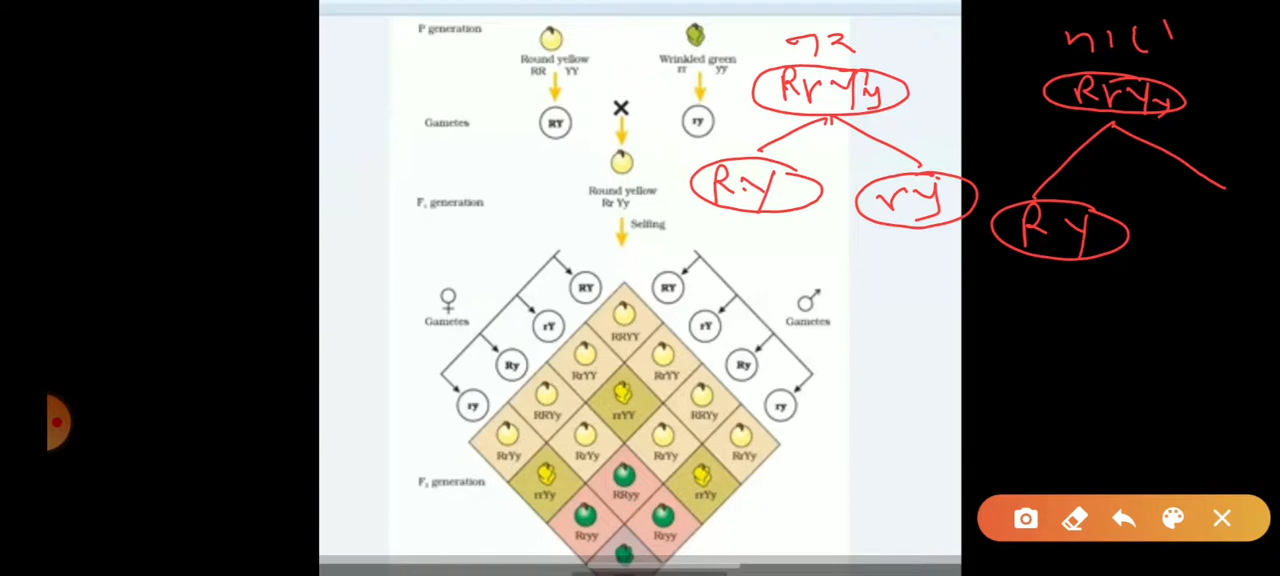 P generation
Round yellow
RR YY
Wrinkled green
rr yy
Gametes
RY
ry
Round yellow
Rr Yy
F₁ generation
Selfing
RrYy
RY
ry
RrYy
RY
Gametes
RY
rY
Ry
ry
RY
rY
Ry
ry
Gametes
RRYY
RrYY
RrYY
RRYy
rrYY
RRYy
RrYy
RrYy
RrYy
RrYy
F₂ generation
rrYy
RRyy
rrYy
Rryy
Rryy